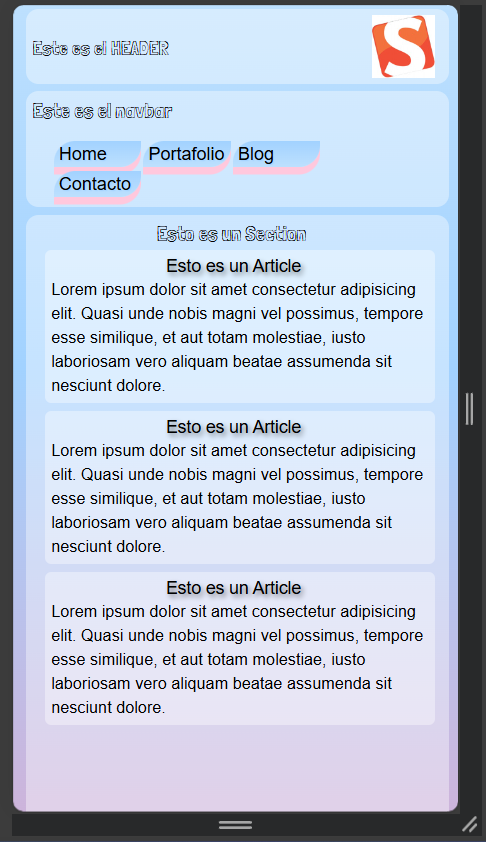 Este es el HEADER
S
Este es el navbar
Home Portafolio Blog
Contacto
Esto es un Section
Esto es un Article
Lorem ipsum dolor sit amet consectetur adipisicing
elit. Quasi unde nobis magni vel possimus, tempore
esse similique, et aut totam molestiae, iusto
laboriosam vero aliquam beatae assumenda sit
nesciunt dolore.
Esto es un Article
Lorem ipsum dolor sit amet consectetur adipisicing
elit. Quasi unde nobis magni vel possimus, tempore
esse similique, et aut totam molestiae, iusto
laboriosam vero aliquam beatae assumenda sit
nesciunt dolore.
Esto es un Article
Lorem ipsum dolor sit amet consectetur adipisicing
elit. Quasi unde nobis magni vel possimus, tempore
esse similique, et aut totam molestiae, iusto
laboriosam vero aliquam beatae assumenda sit
nesciunt dolore.